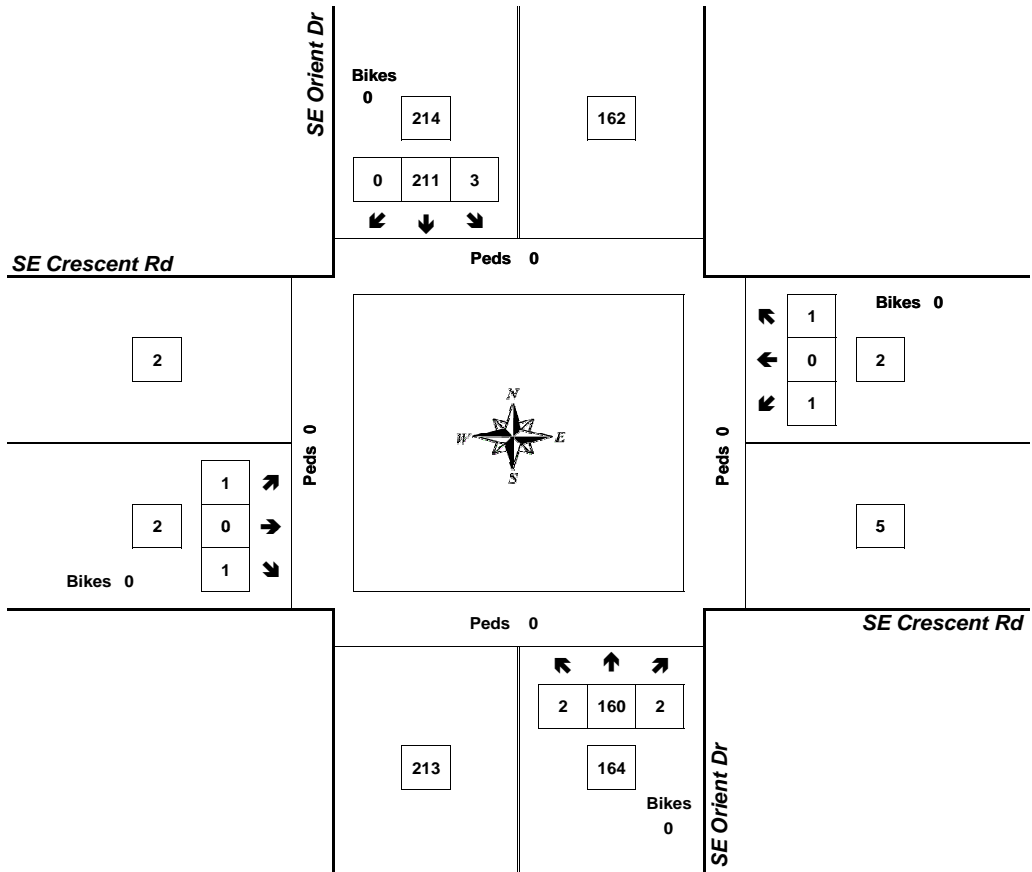 SE Orient Dr
Bikes
0
214
162
0 211 3
Peds 0
SE Crescent Rd
Bikes 0
1
0
1
2
2
N
W E
S
Peds 0
Peds 0
1
0
1
2
5
Bikes 0
Peds 0
SE Crescent Rd
2 160 2
213
164
Bikes
0
SE Orient Dr